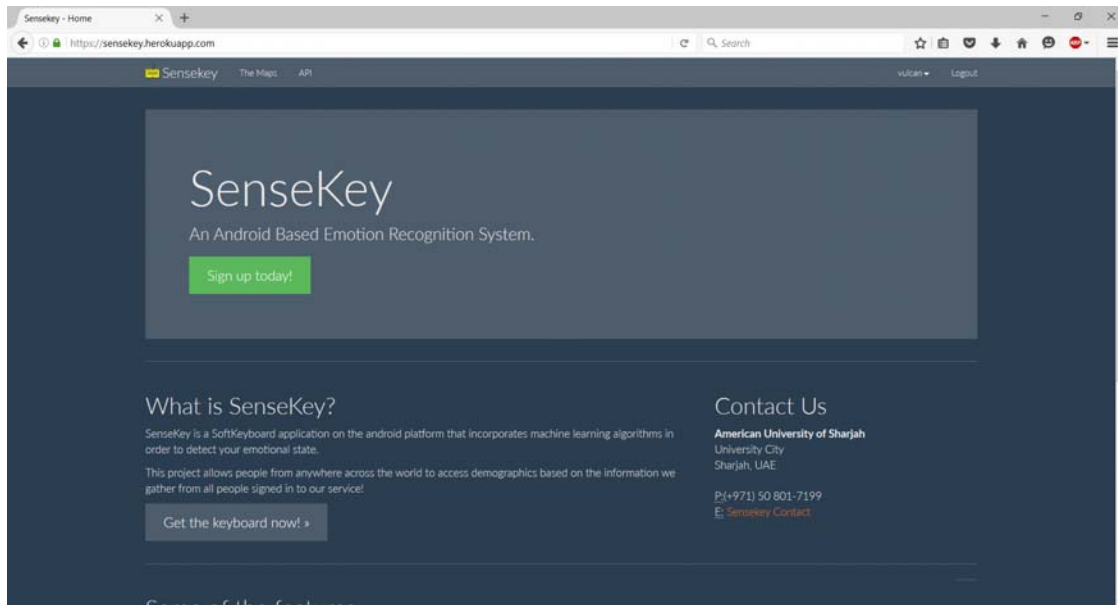 Sensekey - Home
https://sensekey.herokuapp.com
Search
Sensekey The Maps API vulcan Logout
SenseKey
An Android Based Emotion Recognition System.
Sign up today!
What is SenseKey?
SenseKey is a SoftKeyboard application on the android platform that incorporates machine learning algorithms in
order to detect your emotional state.
This project allows people from anywhere across the world to access demographics based on the information we
gather from all people signed in to our service!
Get the keyboard now! »
Contact Us
American University of Sharjah
University City
Sharjah, UAE
P:(+971) 50 801-7199
E: Sensekey Contact
Some of the features